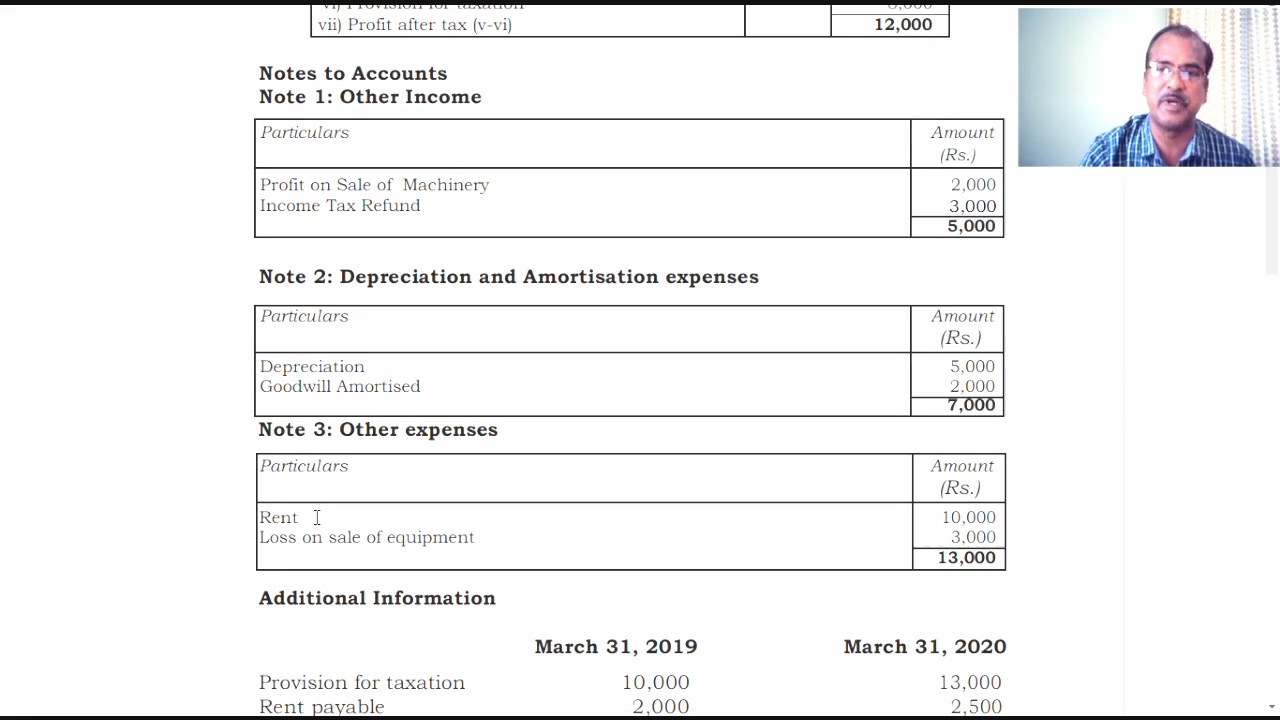 vi) Provision for taxation
vii) Profit after tax (v-vi) 12,000
Notes to Accounts
Note 1: Other Income
Particulars Amount
(Rs.)
Profit on Sale of Machinery 2,000
Income Tax Refund 3,000
5,000
Note 2: Depreciation and Amortisation expenses
Particulars Amount
(Rs.)
Depreciation 5,000
Goodwill Amortised 2,000
7,000
Note 3: Other expenses
Particulars Amount
(Rs.)
Rent 10,000
Loss on sale of equipment 3,000
13,000
Additional Information
March 31, 2019 March 31, 2020
Provision for taxation 10,000 13,000
Rent payable 2,000 2,500